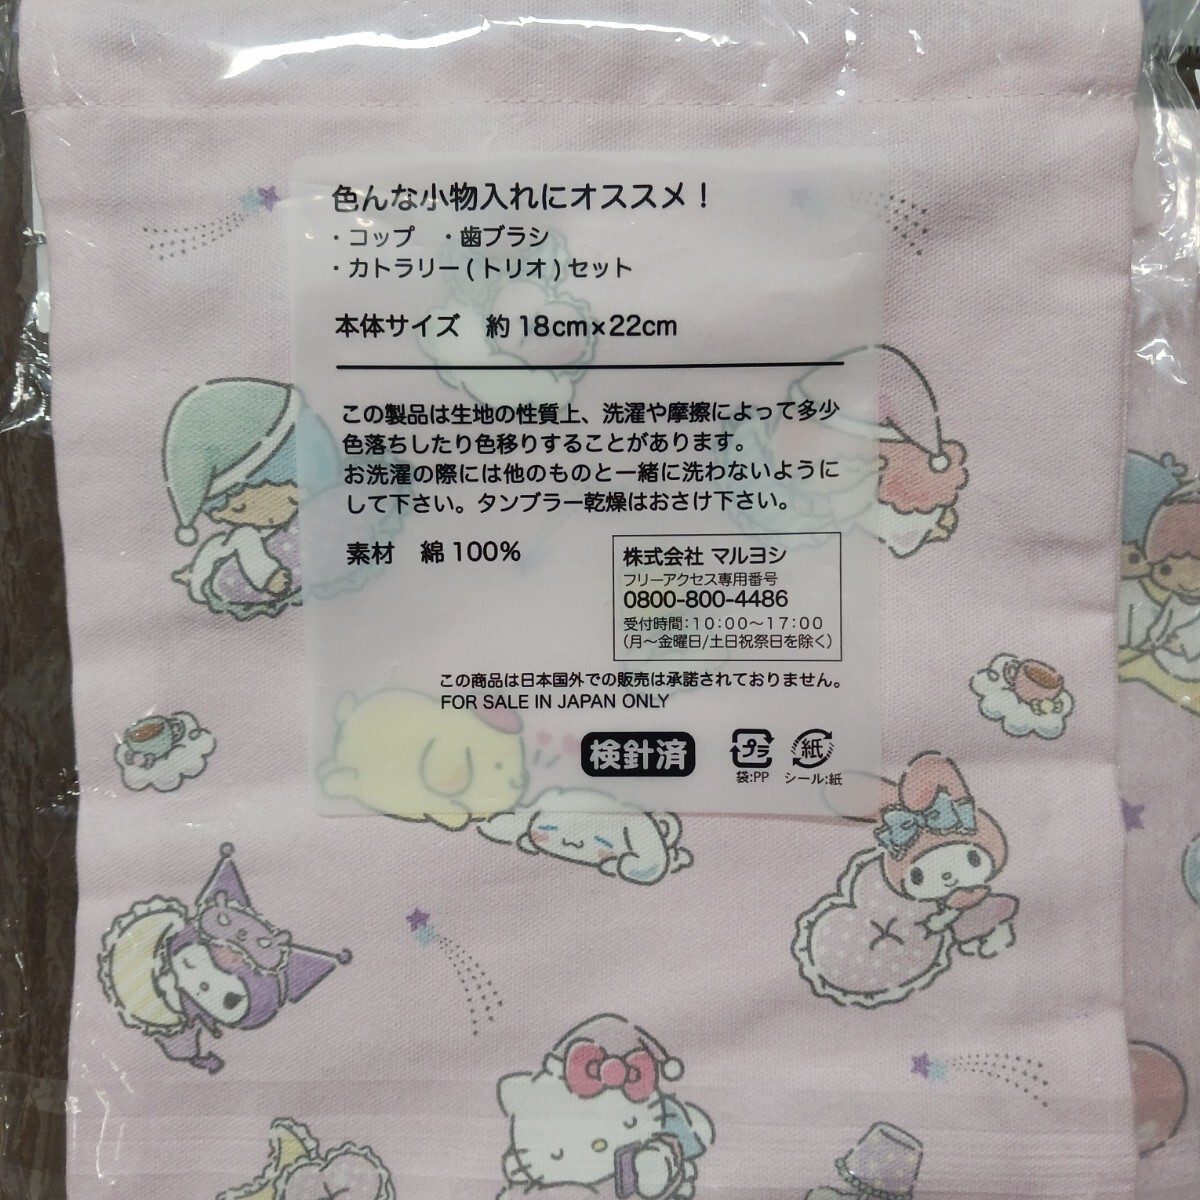 色んな小物入れにオススメ！
・コップ　・歯ブラシ
・カトラリー(トリオ)セット
本体サイズ　約18cm×22cm
この製品は生地の性質上、洗濯や摩擦によって多少
色落ちしたり色移りすることがあります。
お洗濯の際には他のものと一緒に洗わないように
して下さい。タンブラー乾燥はおさけ下さい。
素材　綿100%
株式会社 マルヨシ
フリーアクセス専用番号
0800-800-4486
受付時間：10：00～17：00
(月～金曜日/土日祝祭日を除く)
この商品は日本国外での販売は承諾されておりません。
FOR SALE IN JAPAN ONLY
検針済
プラ
袋:PP
紙
シール:紙